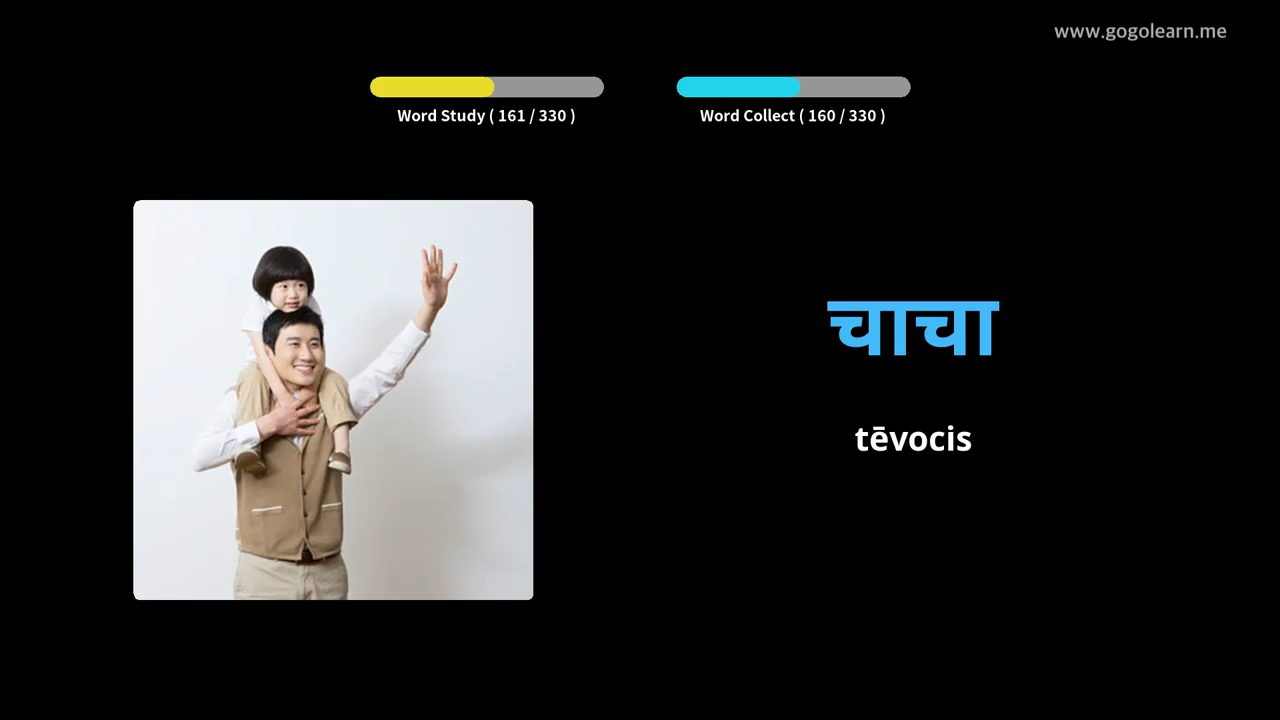 www.gogolearn.me
Word Study ( 161 / 330 )
Word Collect ( 160 / 330 )
चाचा
tēvocis